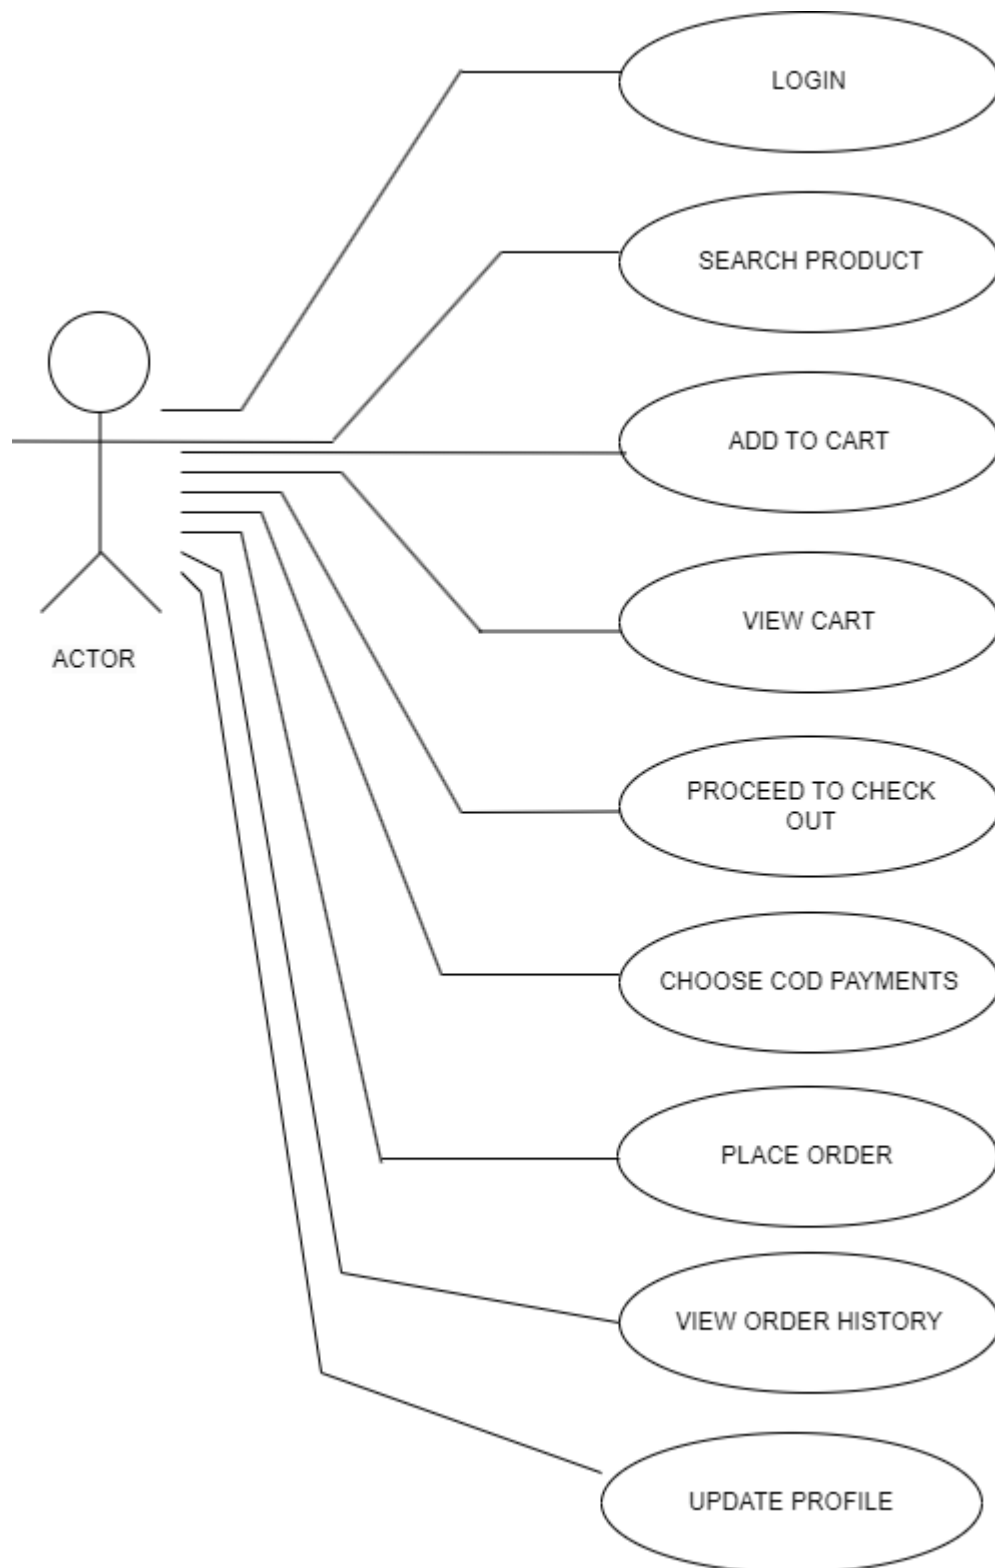 LOGIN
SEARCH PRODUCT
ADD TO CART
VIEW CART
ACTOR
PROCEED TO CHECK
OUT
CHOOSE COD PAYMENTS
PLACE ORDER
VIEW ORDER HISTORY
UPDATE PROFILE